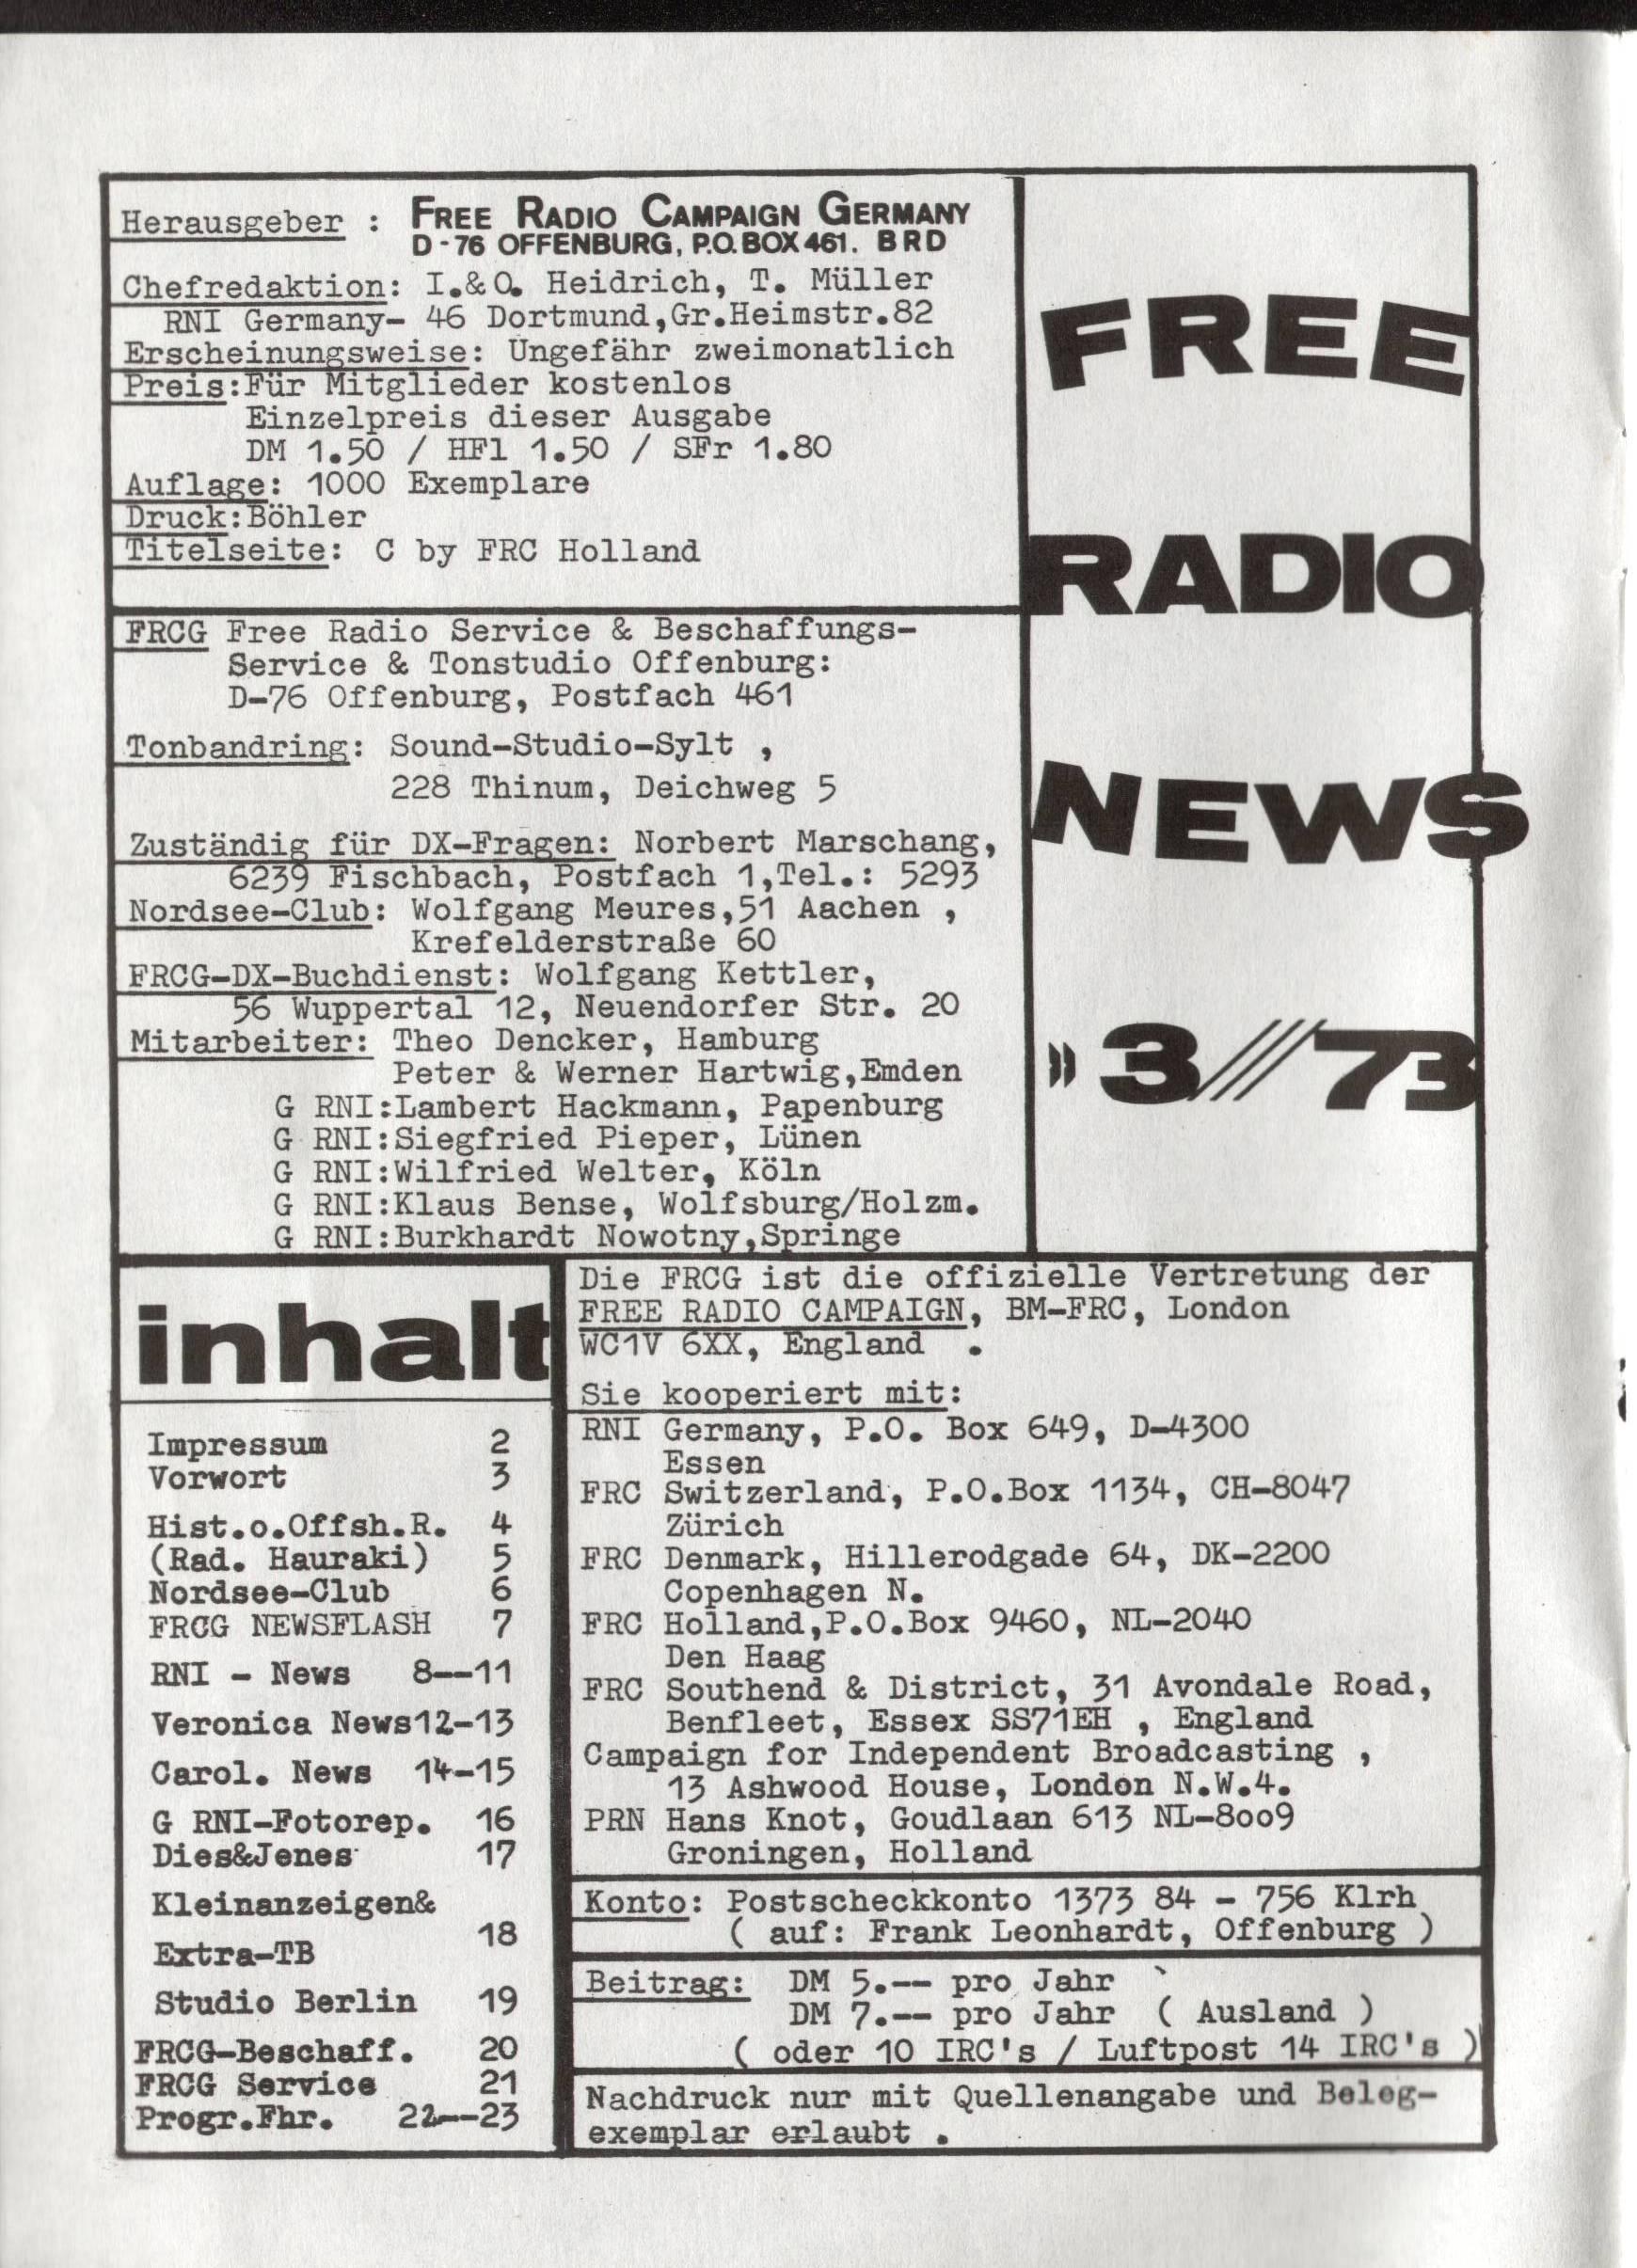 Herausgeber : FREE RADIO CAMPAIGN GERMANY
D-76 OFFENBURG, P.O. BOX 461. BRD
Chefredaktion: I.&O. Heidrich, T. Müller
RNI Germany- 46 Dortmund,Gr.Heimstr.82
Erscheinungsweise: Ungefähr zweimonatlich
Preis:Für Mitglieder kostenlos
Einzelpreis dieser Ausgabe
DM 1.50 / HFl 1.50 / SFr 1.80
Auflage: 1000 Exemplare
Druck:Böhler
Titelseite: C by FRC Holland
FREE
RADIO
NEWS
» 3///73
FRCG Free Radio Service & Beschaffungs-
Service & Tonstudio Offenburg:
D-76 Offenburg, Postfach 461
Tonbandring: Sound-Studio-Sylt ,
228 Thinum, Deichweg 5
Zuständig für DX-Fragen: Norbert Marschang,
6239 Fischbach, Postfach 1,Tel.: 5293
Nordsee-Club: Wolfgang Meures,51 Aachen ,
Krefelderstraße 60
FRCG-DX-Buchdienst: Wolfgang Kettler,
56 Wuppertal 12, Neuendorfer Str. 20
Mitarbeiter: Theo Dencker, Hamburg
Peter & Werner Hartwig,Emden
G RNI:Lambert Hackmann, Papenburg
G RNI:Siegfried Pieper, Lünen
G RNI:Wilfried Welter, Köln
G RNI:Klaus Bense, Wolfsburg/Holzm.
G RNI:Burkhardt Nowotny,Springe
inhalt
Impressum 2
Vorwort 3
Hist.o.Offsh.R. 4
(Rad. Hauraki) 5
Nordsee-Club 6
FRCG NEWSFLASH 7
RNI - News 8--11
Veronica News12-13
Carol. News 14-15
G RNI-Fotorep. 16
Dies&Jenes 17
Kleinanzeigen&
18
Extra-TB
Studio Berlin 19
FRCG-Beschaff. 20
FRCG Service 21
Progr.Fhr. 22--23
Die FRCG ist die offizielle Vertretung der
FREE RADIO CAMPAIGN, BM-FRC, London
WC1V 6XX, England .
Sie kooperiert mit:
RNI Germany, P.O. Box 649, D-4300
Essen
FRC Switzerland, P.O.Box 1134, CH-8047
Zürich
FRC Denmark, Hillerodgade 64, DK-2200
Copenhagen N.
FRC Holland,P.O.Box 9460, NL-2040
Den Haag
FRC Southend & District, 31 Avondale Road,
Benfleet, Essex SS71EH , England
Campaign for Independent Broadcasting ,
13 Ashwood House, London N.W.4.
PRN Hans Knot, Goudlaan 613 NL-8oo9
Groningen, Holland
Konto: Postscheckkonto 1373 84 - 756 Klrh
( auf: Frank Leonhardt, Offenburg )
Beitrag: DM 5.-- pro Jahr
DM 7.-- pro Jahr ( Ausland )
( oder 10 IRC's / Luftpost 14 IRC's )
Nachdruck nur mit Quellenangabe und Beleg-
exemplar erlaubt .